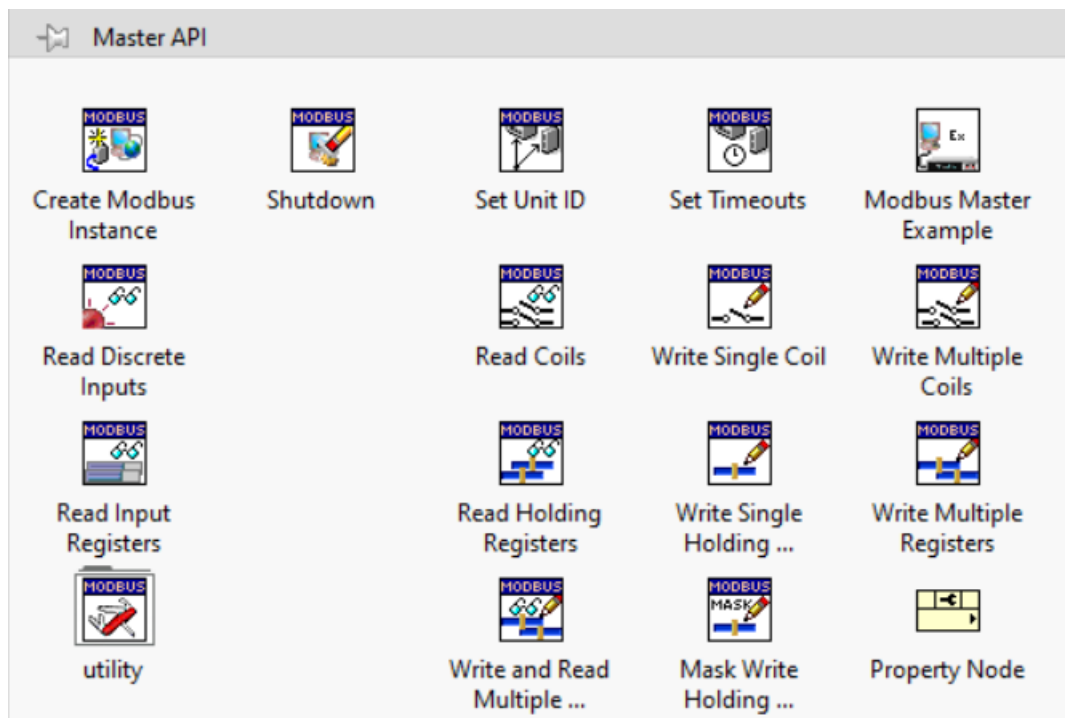 Master API
MODBUS MODBUS MODBUS MODBUS Ex
Create Modbus Instance
Shutdown
Set Unit ID
Set Timeouts
Modbus Master Example
MODBUS MODBUS MODBUS MODBUS
Read Discrete Inputs
Read Coils
Write Single Coil
Write Multiple Coils
MODBUS MODBUS MODBUS MODBUS
Read Input Registers
Read Holding Registers
Write Single Holding ...
Write Multiple Registers
MODBUS MODBUS MODBUS MASK
utility
Write and Read Multiple ...
Mask Write Holding ...
Property Node